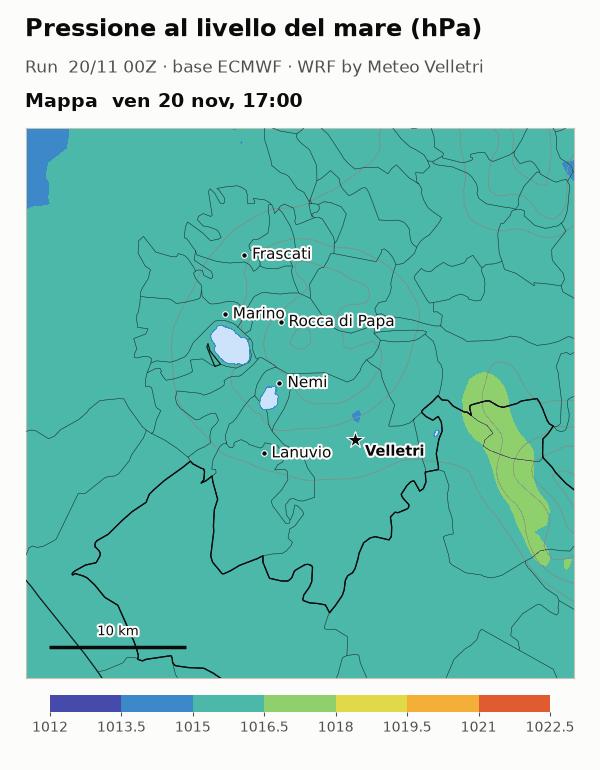 Pressione al livello del mare (hPa)
Run  20/11 00Z · base ECMWF · WRF by Meteo Velletri
Mappa  ven 20 nov, 17:00
Frascati
Marino
Rocca di Papa
Nemi
Velletri
Lanuvio
10 km
1012 1013.5 1015 1016.5 1018 1019.5 1021 1022.5